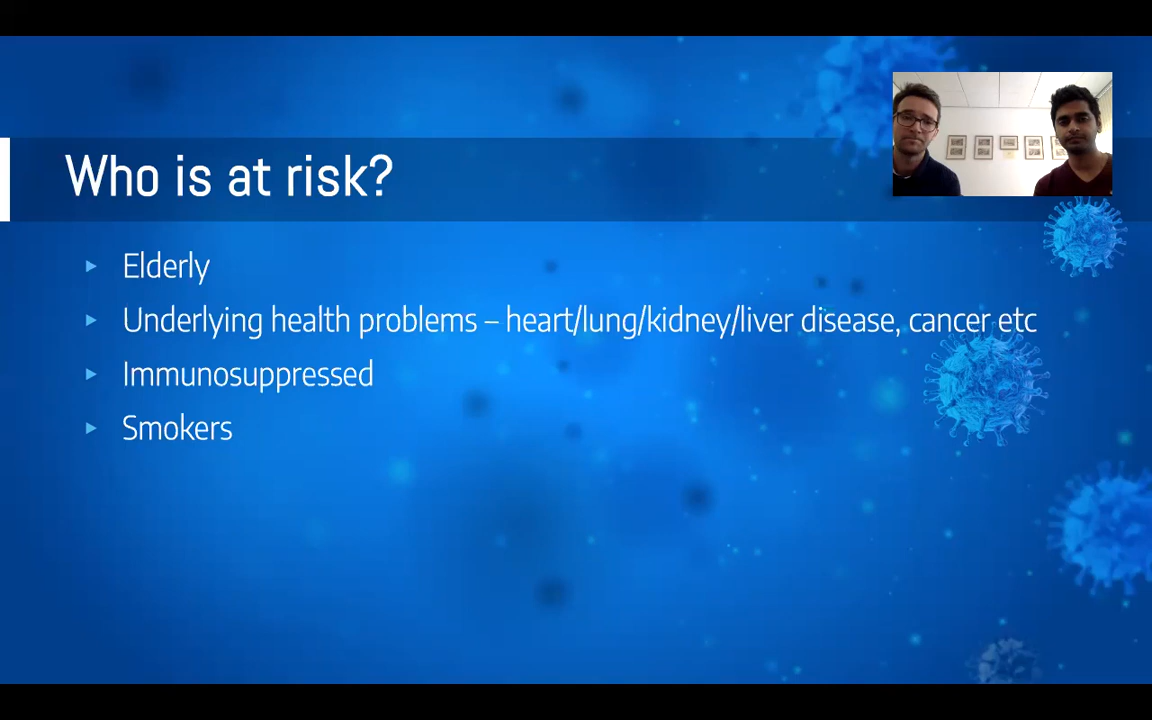 Who is at risk?
Elderly
Underlying health problems – heart/lung/kidney/liver disease, cancer etc
Immunosuppressed
Smokers